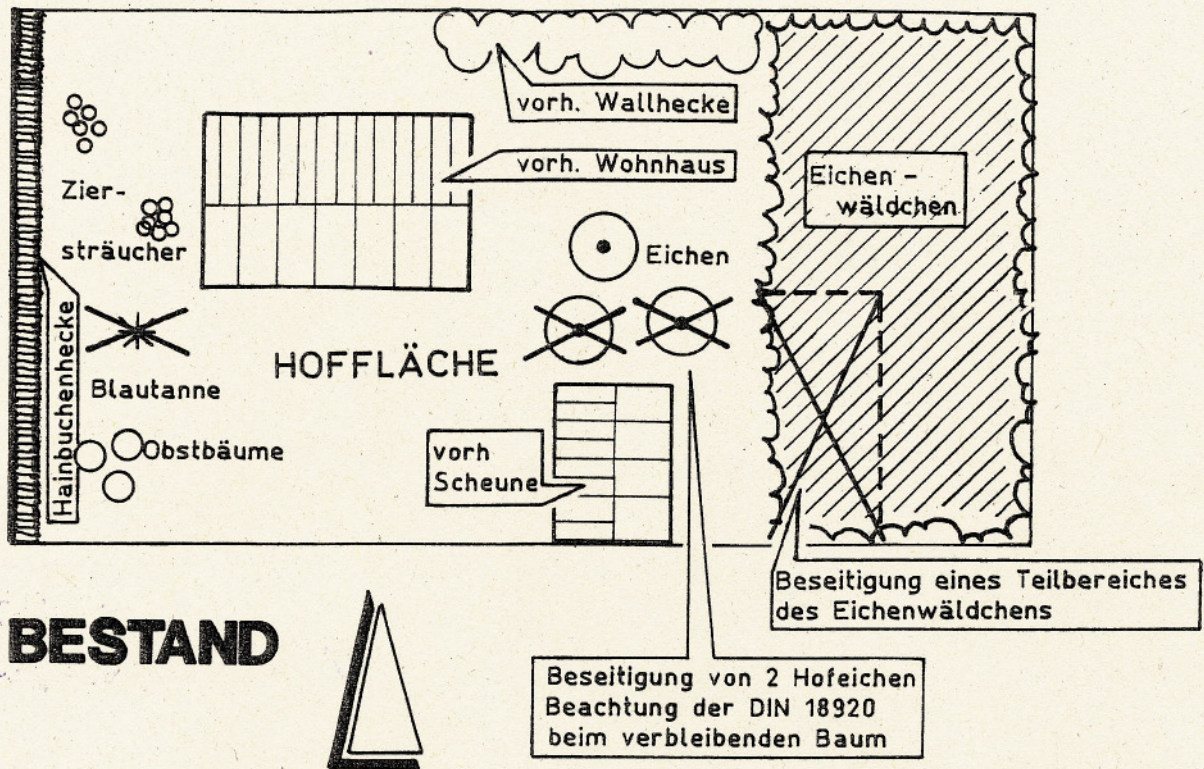 vorh. Wallhecke
vorh. Wohnhaus
Eichen -
wäldchen
Zier-
sträucher
Eichen
Hainbuchenhecke
HOFFLÄCHE
Blautanne
Obstbäume
vorh
Scheune
Beseitigung eines Teilbereiches
des Eichenwäldchens
BESTAND
Beseitigung von 2 Hofeichen
Beachtung der DIN 18920
beim verbleibenden Baum